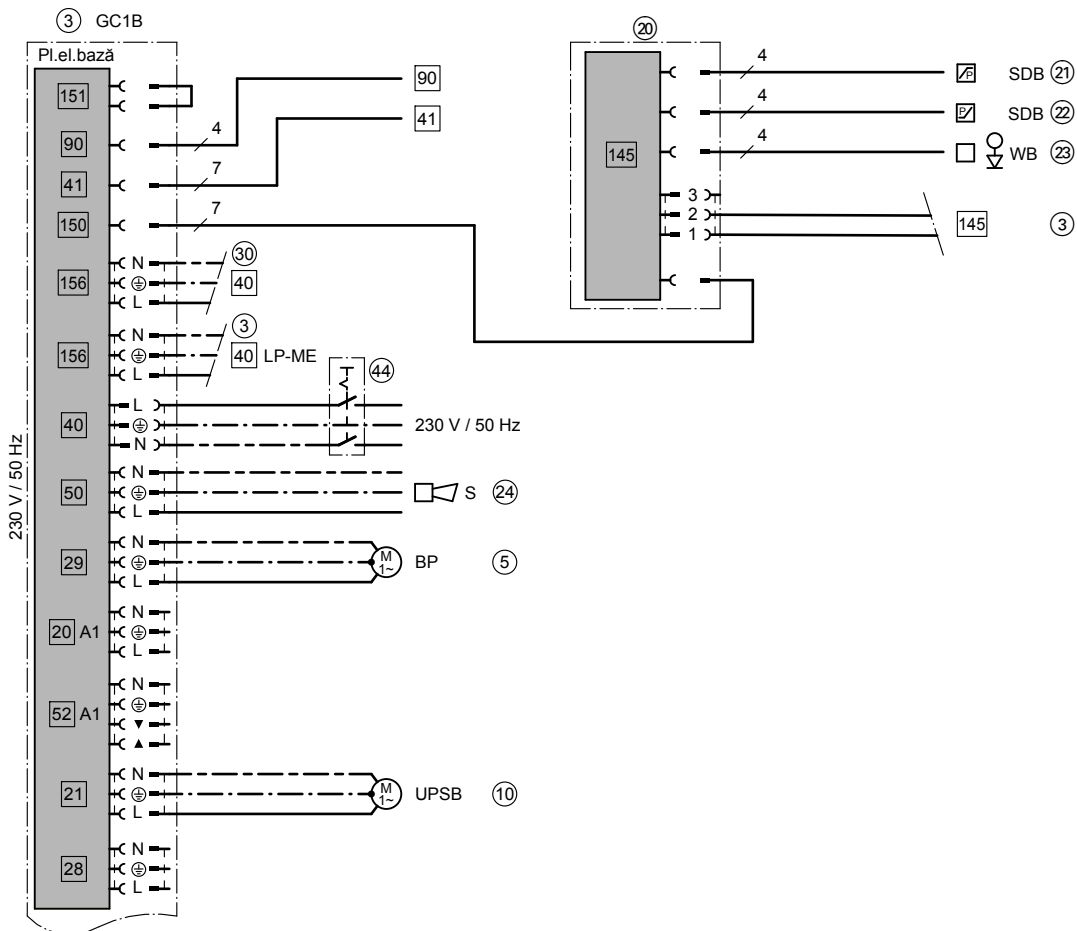 3 GC1B
Pl.el.bază
230 V / 50 Hz
151
90 4 90
41 7 41
150 7
156 N 30
40
L
156 N 3
40 LP-ME
L
44
40 L
230 V / 50 Hz
N
50 N
S 24
L
29 N
M 1~ BP 5
L
20 A1 N
L
52 A1 N
▼
▲
21 N
M 1~ UPSB 10
L
28 N
L
20
145
4 P SDB 21
4 P SDB 22
4 WB 23
3
2
1
145 3